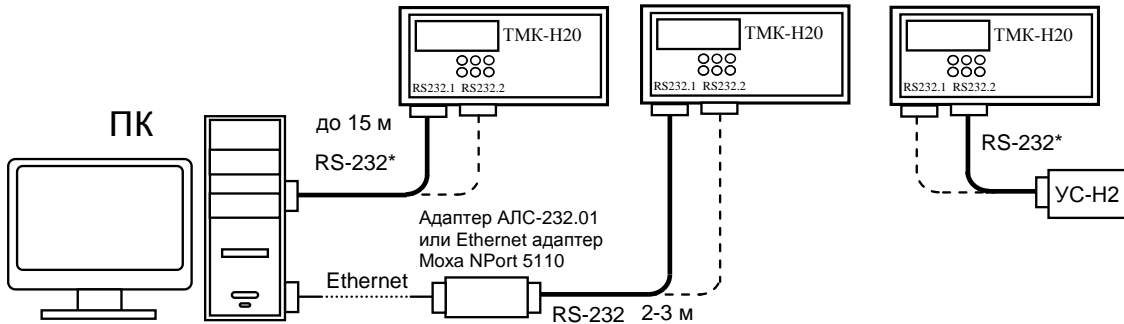 ТМК-Н20
RS232.1 RS232.2
ТМК-Н20
RS232.1 RS232.2
ТМК-Н20
RS232.1 RS232.2
ПК
до 15 м
RS-232*
RS-232*
УС-Н2
Адаптер АЛС-232.01
или Ethernet адаптер
Moxa NPort 5110
Ethernet
RS-232 2-3 м